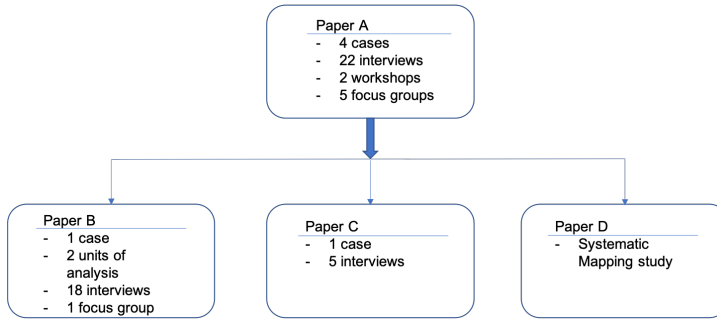 Paper A
- 4 cases
- 22 interviews
- 2 workshops
- 5 focus groups
Paper B
- 1 case
- 2 units of
analysis
- 18 interviews
- 1 focus group
Paper C
- 1 case
- 5 interviews
Paper D
- Systematic
Mapping study